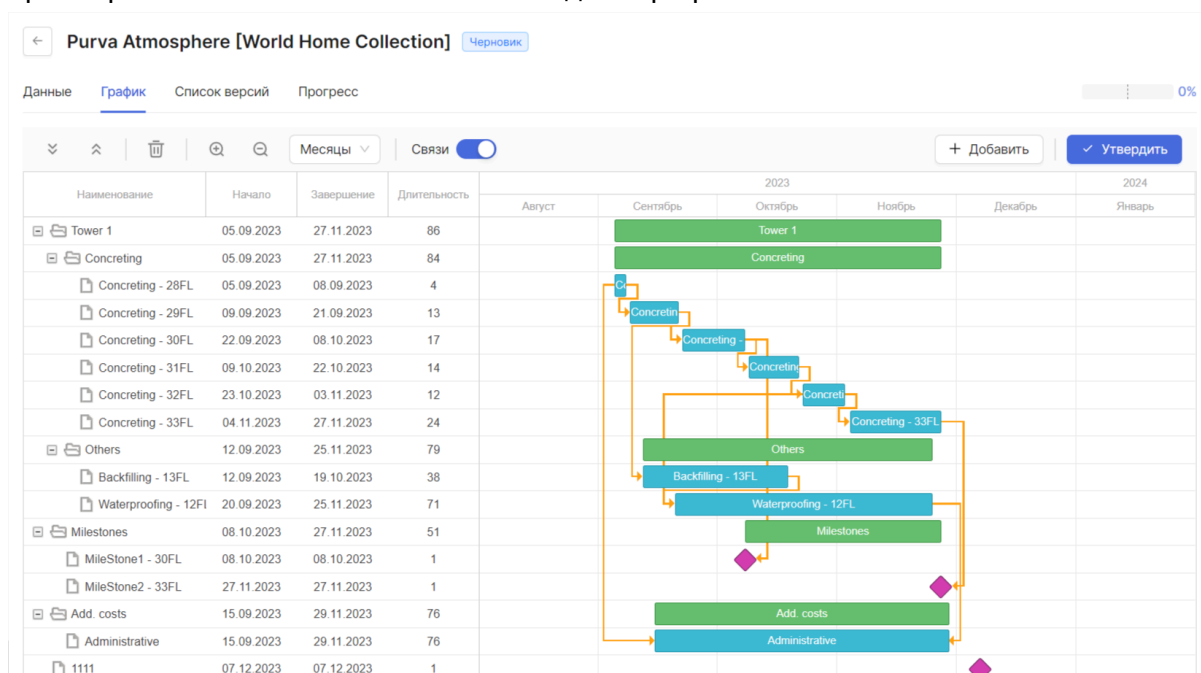 Purva Atmosphere [World Home Collection] Черновик
Данные График Список версий Прогресс 0%
Месяцы Связи + Добавить Утвердить
Наименование Начало Завершение Длительность 2023 2024
Август Сентябрь Октябрь Ноябрь Декабрь Январь
Tower 1 05.09.2023 27.11.2023 86 Tower 1
Concreting 05.09.2023 27.11.2023 84 Concreting
Concreting - 28FL 05.09.2023 08.09.2023 4
Concreting - 29FL 09.09.2023 21.09.2023 13 Concretin
Concreting - 30FL 22.09.2023 08.10.2023 17 Concreting -
Concreting - 31FL 09.10.2023 22.10.2023 14 Concreting
Concreting - 32FL 23.10.2023 03.11.2023 12 Concreti
Concreting - 33FL 04.11.2023 27.11.2023 24 Concreting - 33FL
Others 12.09.2023 25.11.2023 79 Others
Backfilling - 13FL 12.09.2023 19.10.2023 38 Backfilling - 13FL
Waterproofing - 12Fl 20.09.2023 25.11.2023 71 Waterproofing - 12FL
Milestones 08.10.2023 27.11.2023 51 Milestones
MileStone1 - 30FL 08.10.2023 08.10.2023 1
MileStone2 - 33FL 27.11.2023 27.11.2023 1
Add. costs 15.09.2023 29.11.2023 76 Add. costs
Administrative 15.09.2023 29.11.2023 76 Administrative
1111 07.12.2023 07.12.2023 1